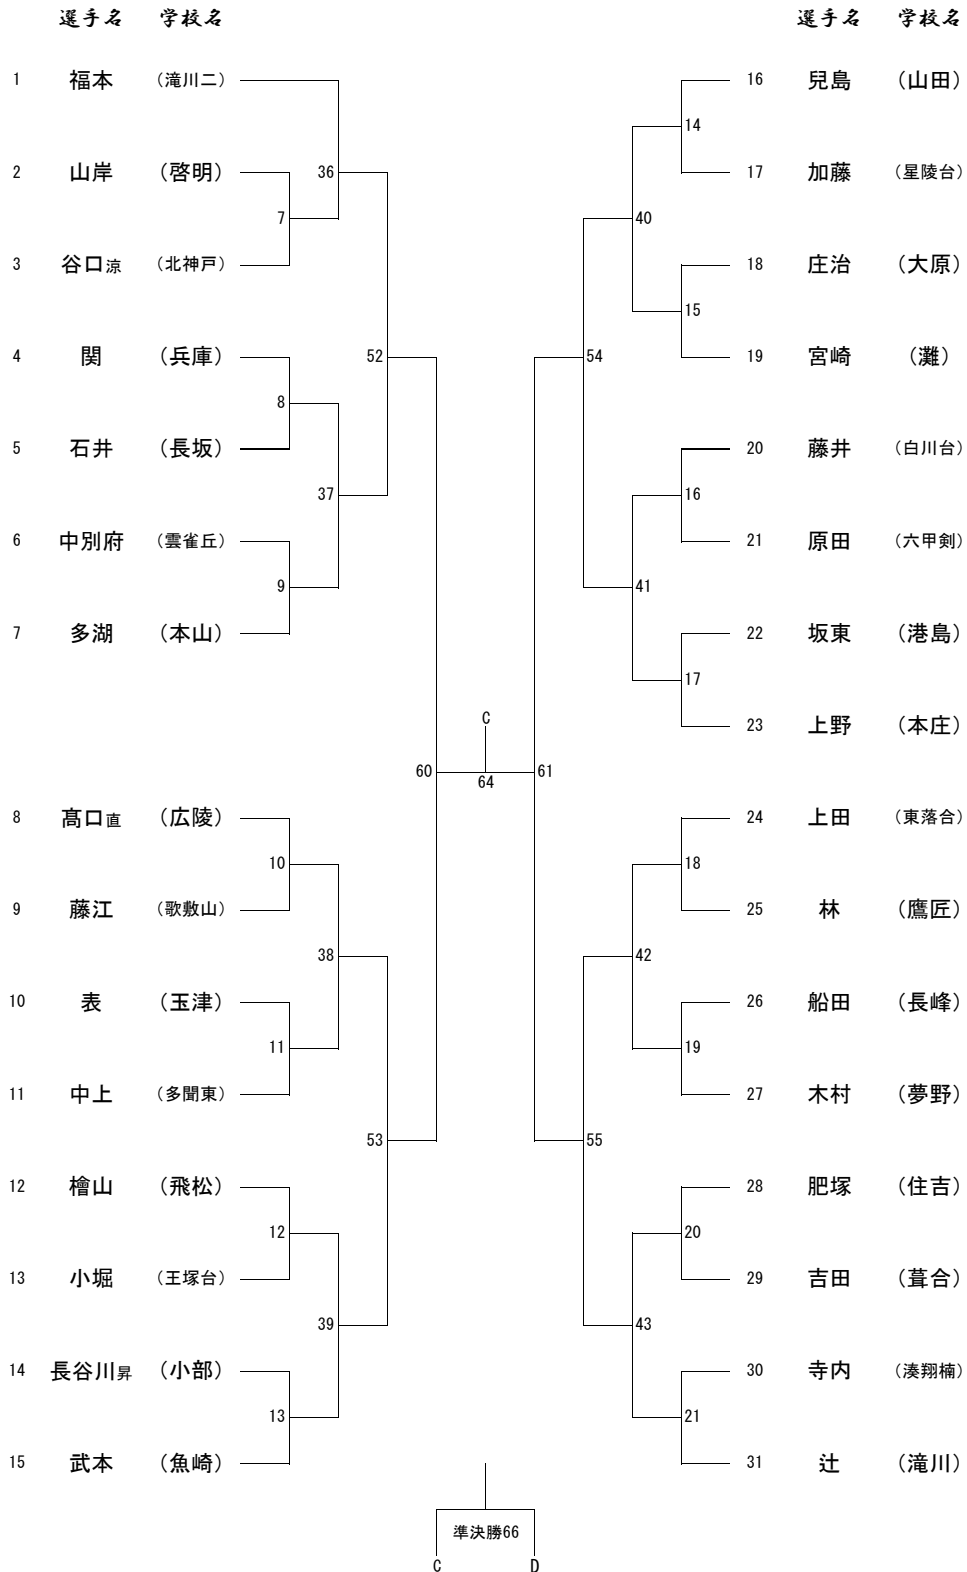 選手名 学校名 選手名 学校名
1 福本 (滝川二) 16 兒島 (山田)
14
2 山岸 (啓明) 36 17 加藤 (星陵台)
7 40
3 谷口涼 (北神戸) 18 庄治 (大原)
15
4 関 (兵庫) 52 54 19 宮崎 (灘)
8
5 石井 (長坂) 20 藤井 (白川台)
37 16
6 中別府 (雲雀丘) 21 原田 (六甲剣)
9 41
7 多湖 (本山) 22 坂東 (港島)
17
C 23 上野 (本庄)
60 64 61
8 髙口直 (広陵) 24 上田 (東落合)
10 18
9 藤江 (歌敷山) 25 林 (鷹匠)
38 42
10 表 (玉津) 26 船田 (長峰)
11 19
11 中上 (多聞東) 27 木村 (夢野)
53 55
12 檜山 (飛松) 28 肥塚 (住吉)
12 20
13 小堀 (王塚台) 29 吉田 (葺合)
39 43
14 長谷川昇 (小部) 30 寺内 (湊翔楠)
13 21
15 武本 (魚崎) 31 辻 (滝川)
準決勝66
C D